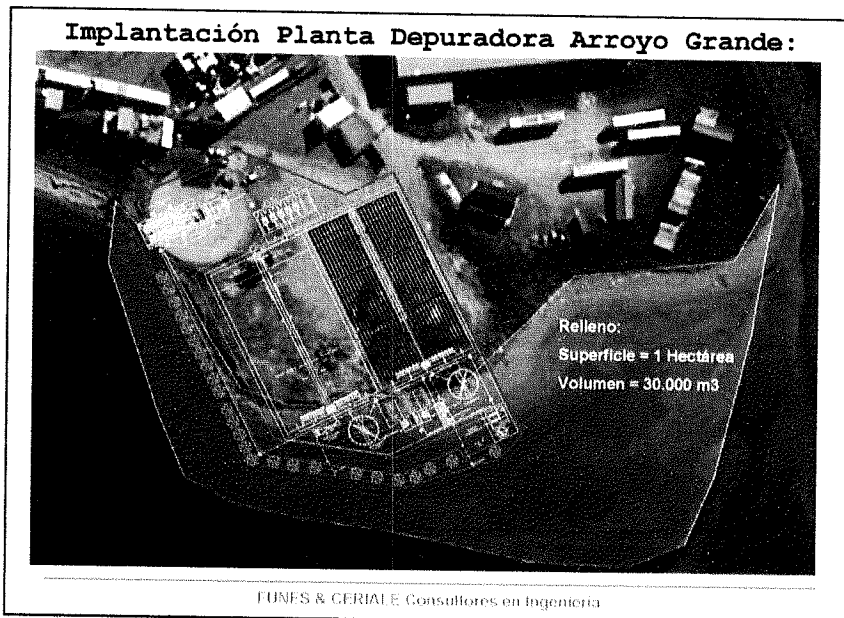 Implantación Planta Depuradora Arroyo Grande:
Relleno:
Superficie = 1 Hectárea
Volumen = 30.000 m3
FUNES & CERIALE Consultores en Ingeniería